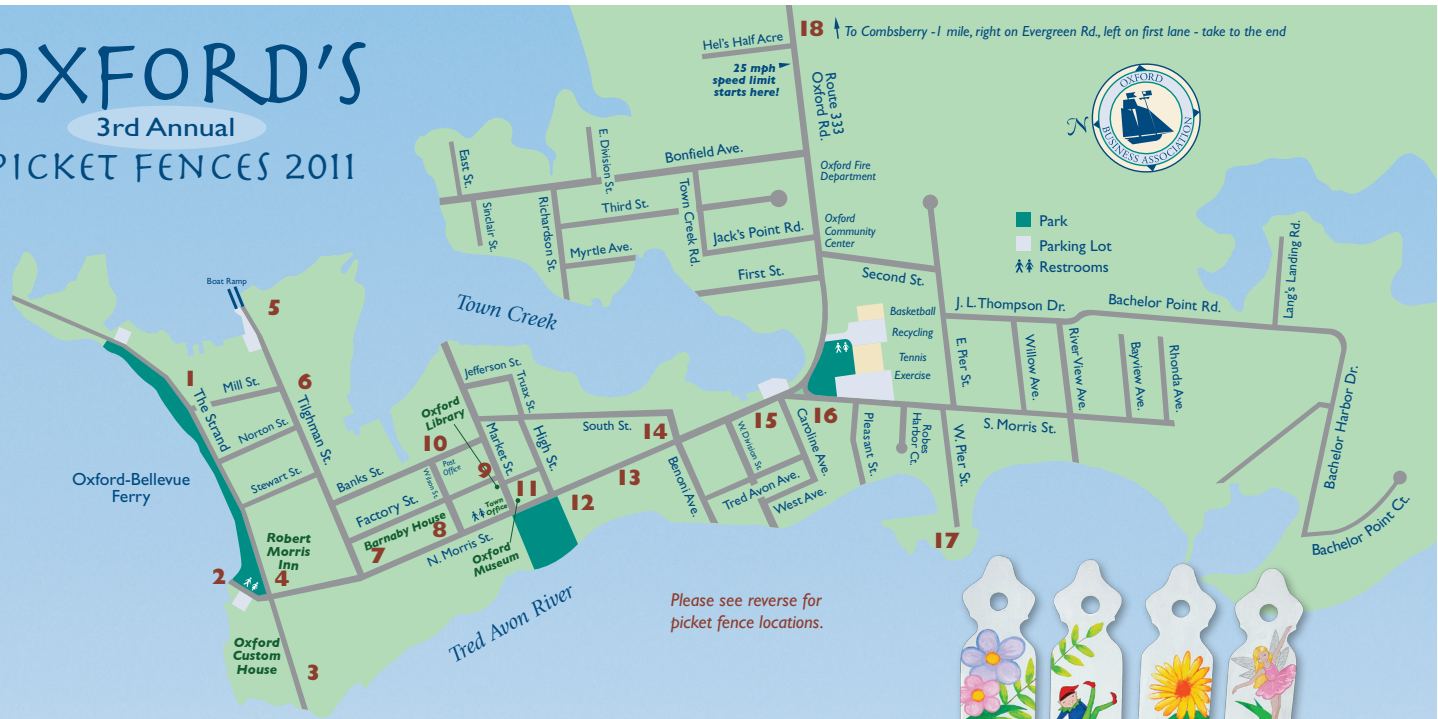 OXFORD'S
3rd Annual
PICKET FENCES 2011
18
To Combsberry -1 mile, right on Evergreen Rd., left on first lane - take to the end
Hel's Half Acre
25 mph
speed limit
starts here!
Route 333
Oxford Rd.
N
OXFORD
BUSINESS ASSOCIATION
East St.
E. Division St.
Bonfield Ave.
Oxford Fire
Department
Sinclair St.
Richardson St.
Third St.
Town Creek Rd.
Myrtle Ave.
Jack's Point Rd.
Oxford
Community
Center
First St.
Second St.
Park
Parking Lot
Restrooms
Lang's Landing Rd.
Boat Ramp
5
Town Creek
Basketball
Recycling
Tennis
Exercise
J. L. Thompson Dr.
Bachelor Point Rd.
E. Pier St.
Willow Ave.
River View Ave.
Bayview Ave.
Rhonda Ave.
Bachelor Harbor Dr.
Bachelor Point Ct.
1
The Strand
Mill St.
6
Tilghman St.
Norton St.
Stewart St.
Banks St.
Jefferson St.
Truax St.
Oxford
Library
10
Market St.
High St.
South St.
14
15
16
W. Division St.
Caroline Ave.
Pleasant St.
Robes
Harbor Ct.
S. Morris St.
W. Pier St.
Oxford-Bellevue
Ferry
Factory St.
Wilson St.
Post
Office
9
11
12
13
Benoni Ave.
Tred Avon Ave.
West Ave.
Town
Office
Barnaby House
8
7
N. Morris St.
Oxford
Museum
Robert
Morris
Inn
2
4
17
Tred Avon River
Please see reverse for
picket fence locations.
Oxford
Custom
House
3